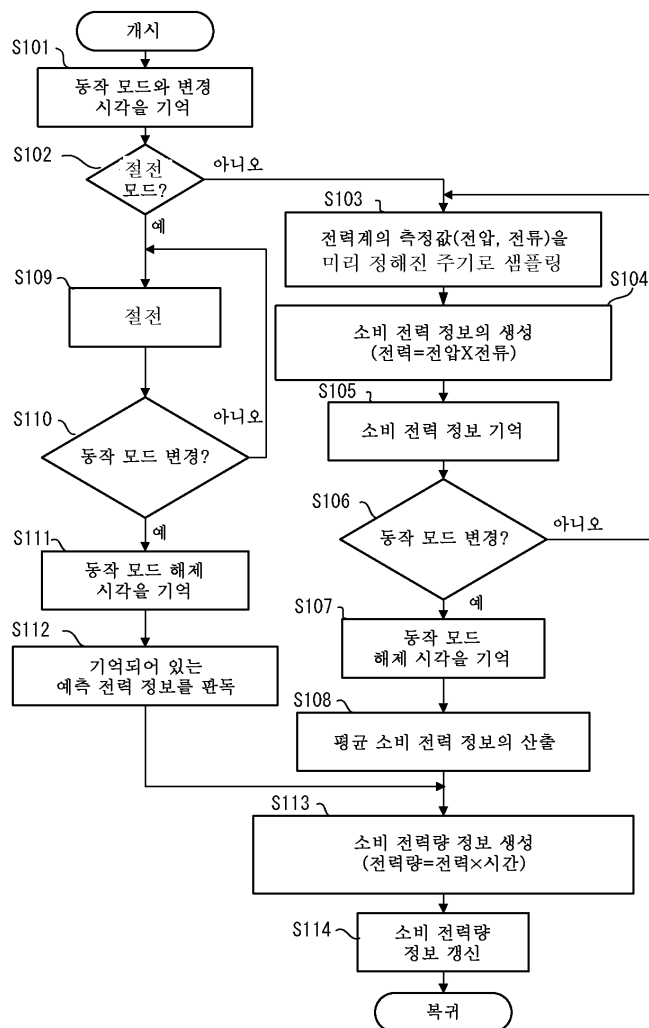 개시
S101
동작 모드와 변경
시각을 기억
S102
절전
모드?
아니오
예
S103
전력계의 측정값(전압, 전류)을
미리 정해진 주기로 샘플링
S104
소비 전력 정보의 생성
(전력=전압X전류)
S105
소비 전력 정보 기억
S106
동작 모드 변경?
아니오
예
S107
동작 모드
해제 시각을 기억
S108
평균 소비 전력 정보의 산출
S109
절전
S110
동작 모드 변경?
아니오
예
S111
동작 모드 해제
시각을 기억
S112
기억되어 있는
예측 전력 정보를 판독
S113
소비 전력량 정보 생성
(전력량=전력×시간)
S114
소비 전력량
정보 갱신
복귀